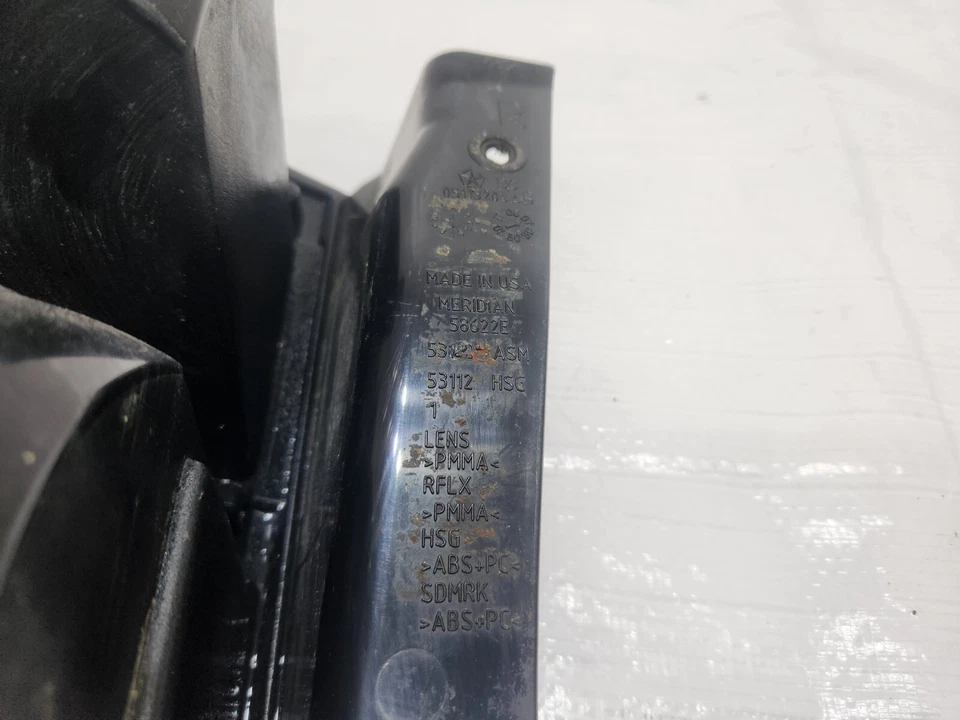 MADE IN USA
MERIDIAN
58622E
ASM
53112 HSG
1
LENS
>PMMA<
RFLX
>PMMA<
HSG
>ABS+PC<
SDMRK
>ABS+PC<